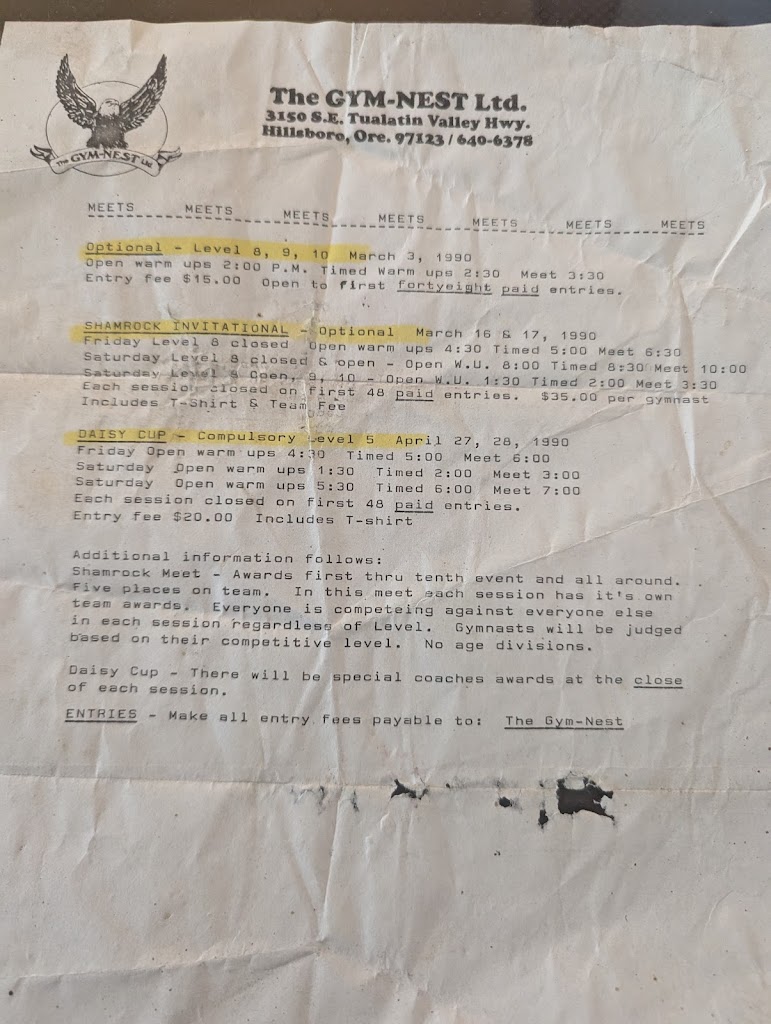 The GYM-NEST Ltd.
The GYM-NEST Ltd.
3150 S.E. Tualatin Valley Hwy.
Hillsboro, Ore. 97123 / 640-6378
MEETS MEETS MEETS MEETS MEETS MEETS MEETS
Optional - Level 8, 9, 10 March 3, 1990
Open warm ups 2:00 P.M. Timed Warm ups 2:30 Meet 3:30
Entry fee $15.00 Open to first fortyeight paid entries.
SHAMROCK INVITATIONAL - Optional March 16 & 17, 1990
Friday Level 8 closed Open warm ups 4:30 Timed 5:00 Meet 6:30
Saturday Level 8 closed & open - Open W.U. 8:00 Timed 8:30 Meet 10:00
Saturday Level 8 Open, 9, 10 - Open W.U. 1:30 Timed 2:00 Meet 3:30
Each session closed on first 48 paid entries. $35.00 per gymnast
Includes T-Shirt & Team Fee
DAISY CUP - Compulsory Level 5 April 27, 28, 1990
Friday Open warm ups 4:30 Timed 5:00 Meet 6:00
Saturday Open warm ups 1:30 Timed 2:00 Meet 3:00
Saturday Open warm ups 5:30 Timed 6:00 Meet 7:00
Each session closed on first 48 paid entries.
Entry fee $20.00 Includes T-shirt
Additional information follows:
Shamrock Meet - Awards first thru tenth event and all around.
Five places on team. In this meet each session has it's own
team awards. Everyone is competeing against everyone else
in each session regardless of Level. Gymnasts will be judged
based on their competitive level. No age divisions.
Daisy Cup - There will be special coaches awards at the close
of each session.
ENTRIES - Make all entry fees payable to: The Gym-Nest